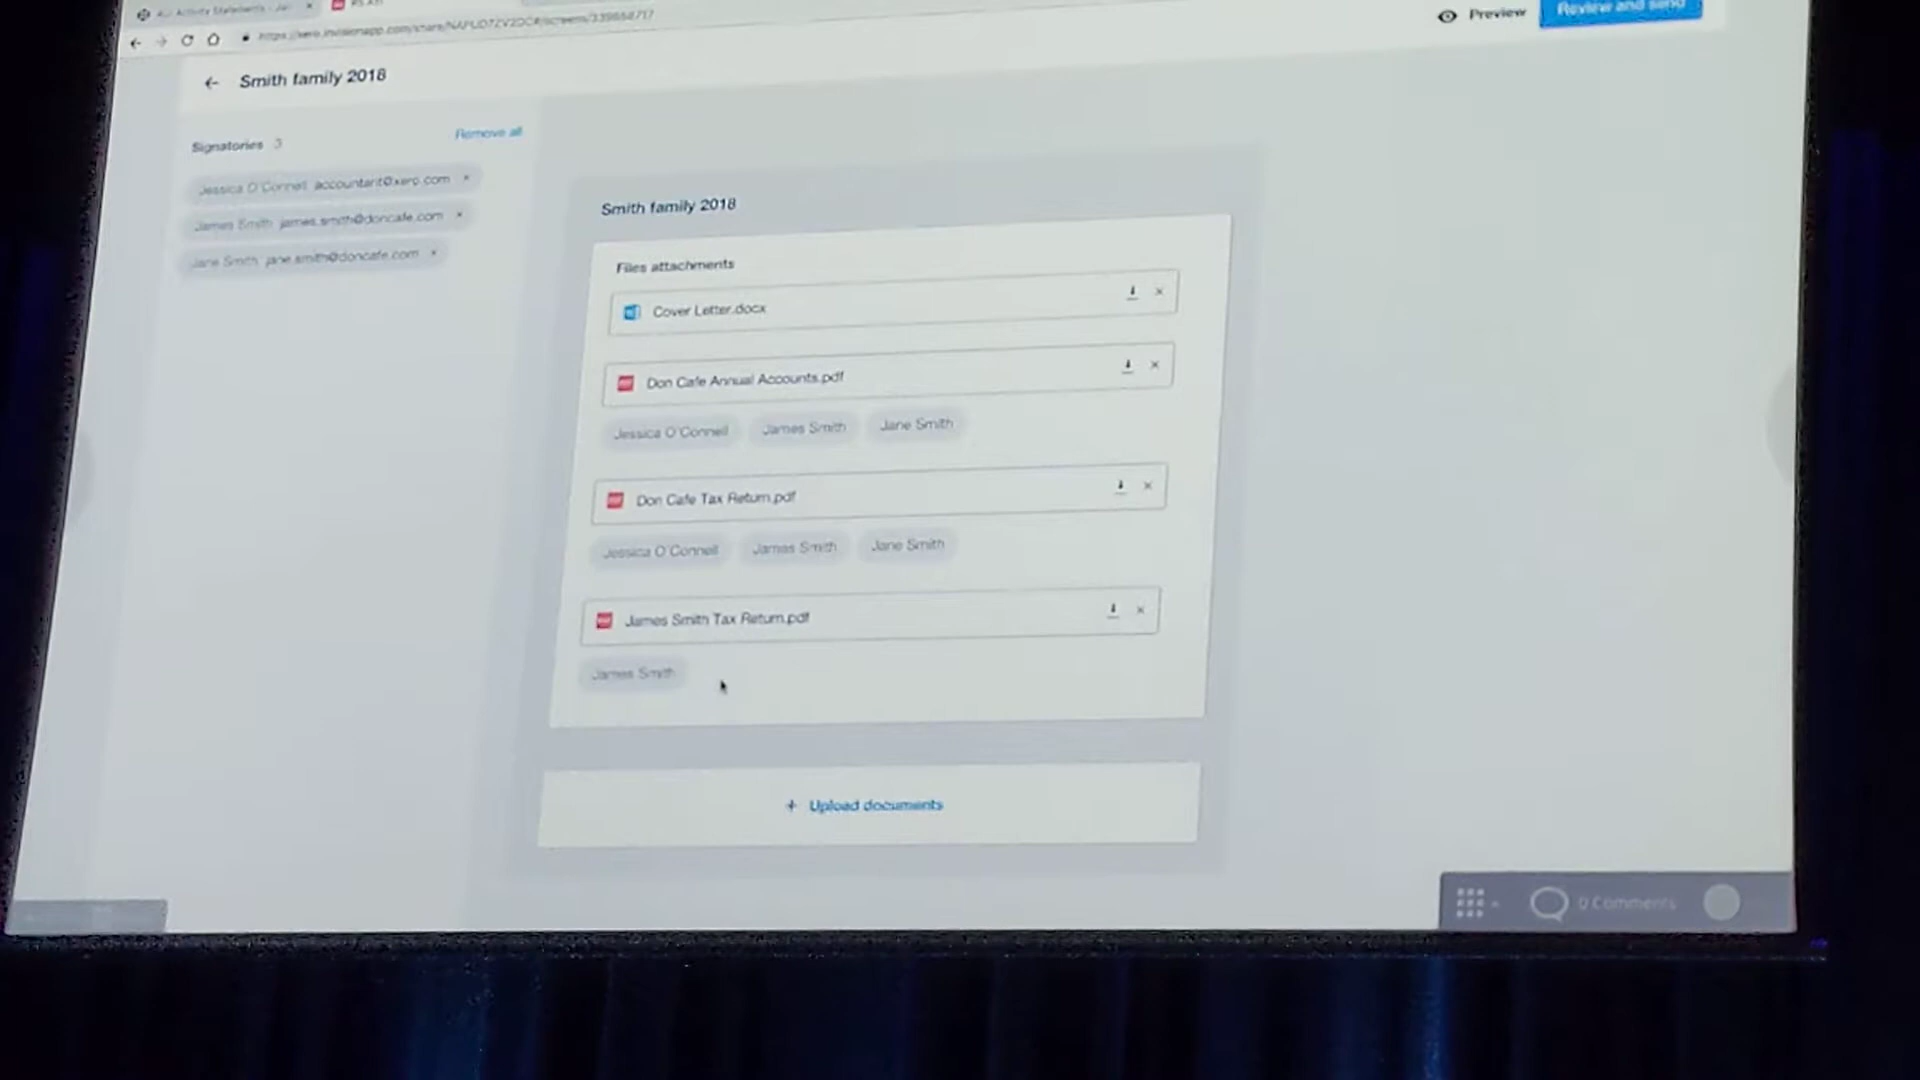 Preview
Review and send
Smith family 2018
Signatories 3
Remove all
Jessica O'Connell accountant@xero.com ×
James Smith james.smith@doncafe.com ×
Jane Smith jane.smith@doncafe.com ×
Smith family 2018
Files attachments
Cover Letter.docx
Don Cafe Annual Accounts.pdf
Jessica O'Connell James Smith Jane Smith
Don Cafe Tax Return.pdf
Jessica O'Connell James Smith Jane Smith
James Smith Tax Return.pdf
James Smith
+ Upload documents
0 Comments